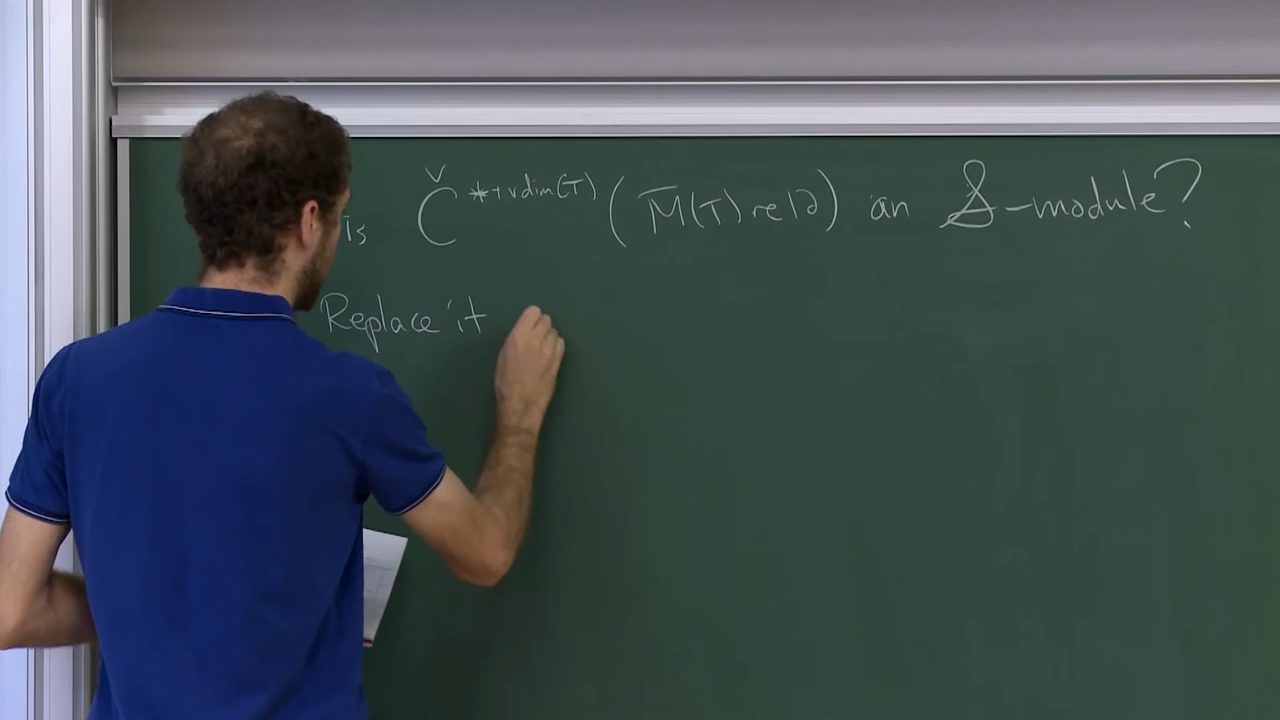 is Č^{*+vdim(T)}(M̄(T) rel ∂) an 𝕊-module?
Replace it